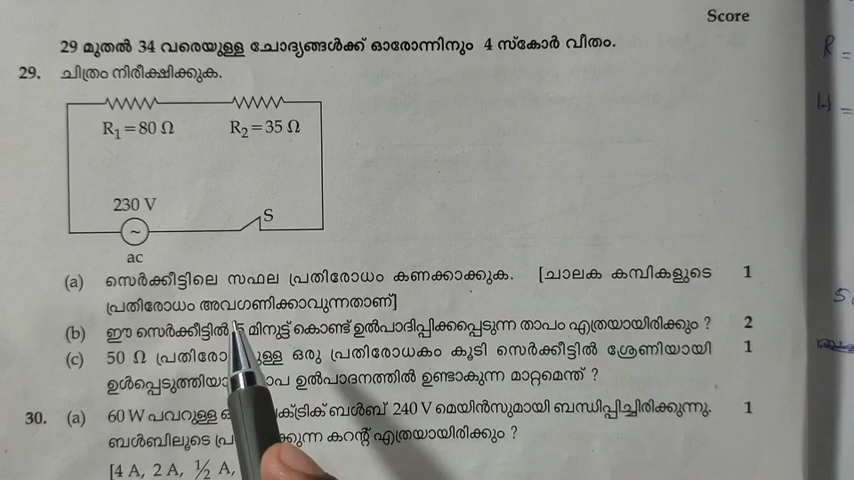 Score
29 മുതൽ 34 വരെയുള്ള ചോദ്യങ്ങൾക്ക് ഓരോന്നിനും 4 സ്കോർ വീതം.
29. ചിത്രം നിരീക്ഷിക്കുക.
R₁=80 Ω R₂=35 Ω
230 V
S
~
ac
(a) സെർക്കീട്ടിലെ സഫല പ്രതിരോധം കണക്കാക്കുക. [ചാലക കമ്പികളുടെ 1
പ്രതിരോധം അവഗണിക്കാവുന്നതാണ്]
(b) ഈ സെർക്കീട്ടിൽ 5 മിനുട്ട് കൊണ്ട് ഉൽപാദിപ്പിക്കപ്പെടുന്ന താപം എത്രയായിരിക്കും ? 2
(c) 50 Ω ഒരു പ്രതിരോധകം കൂടി സെർക്കീട്ടിൽ ശ്രേണിയായി 1
ഉൽപാദനത്തിൽ ഉണ്ടാകുന്ന മാറ്റമെന്ത് ?
30. (a) 60 W പവറുള്ള ബൾബ് 240 V മെയിൻസുമായി ബന്ധിപ്പിച്ചിരിക്കുന്നു. 1
ബൾബിലൂടെ കറന്റ് എത്രയായിരിക്കും ?
[4 A, 2 A, ½ A,
R =
H =